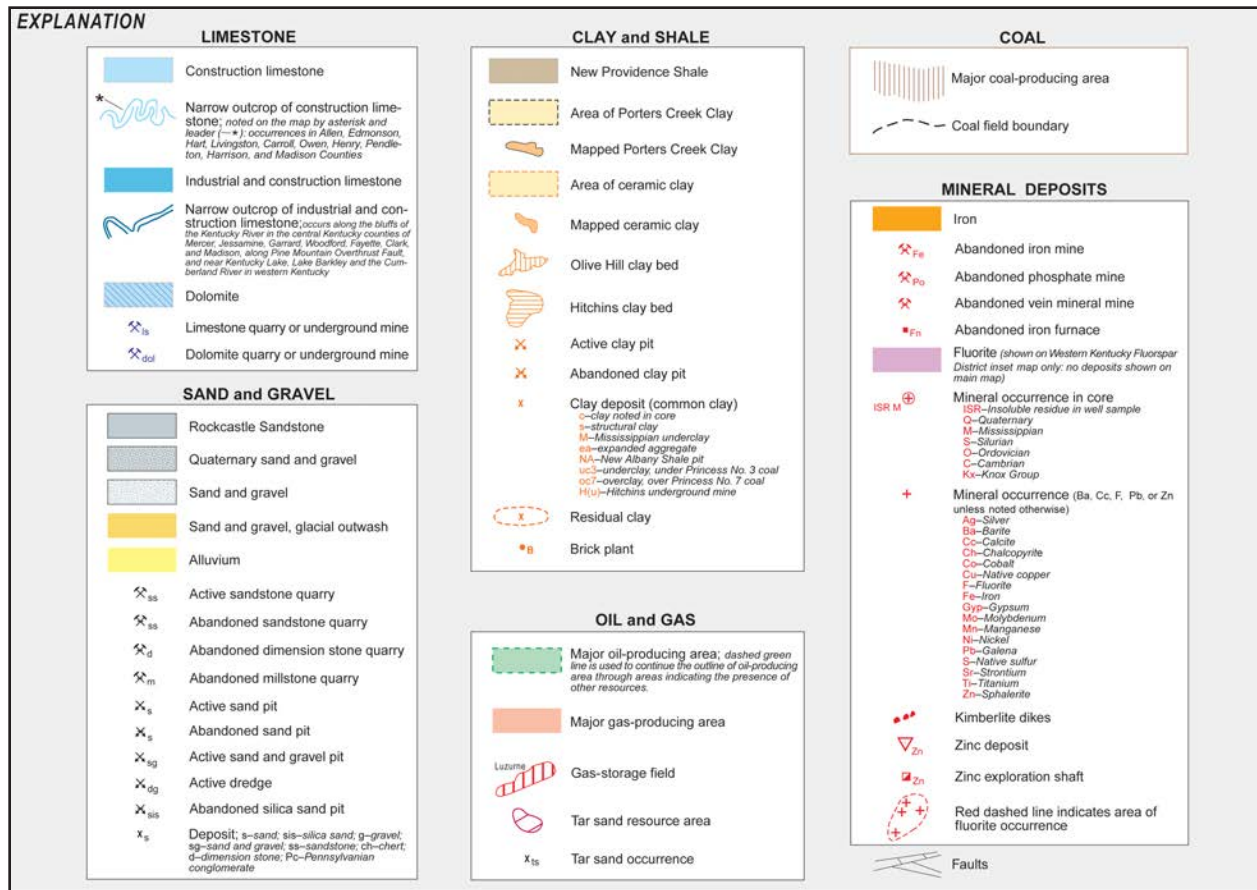 EXPLANATION
LIMESTONE
Construction limestone
*
Narrow outcrop of construction lime-
stone; noted on the map by asterisk and
leader (—*): occurrences in Allen, Edmonson,
Hart, Livingston, Carroll, Owen, Henry, Pendle-
ton, Harrison, and Madison Counties
Industrial and construction limestone
Narrow outcrop of industrial and con-
struction limestone; occurs along the bluffs of
the Kentucky River in the central Kentucky counties of
Mercer, Jessamine, Garrard, Woodford, Fayette, Clark,
and Madison, along Pine Mountain Overthrust Fault,
and near Kentucky Lake, Lake Barkley and the Cum-
berland River in western Kentucky
Dolomite
ls Limestone quarry or underground mine
dol Dolomite quarry or underground mine
SAND and GRAVEL
Rockcastle Sandstone
Quaternary sand and gravel
Sand and gravel
Sand and gravel, glacial outwash
Alluvium
ss Active sandstone quarry
ss Abandoned sandstone quarry
d Abandoned dimension stone quarry
m Abandoned millstone quarry
s Active sand pit
s Abandoned sand pit
sg Active sand and gravel pit
dg Active dredge
sis Abandoned silica sand pit
x s Deposit; s–sand; sis–silica sand; g–gravel;
sg–sand and gravel; ss–sandstone; ch–chert;
d–dimension stone; Pc–Pennsylvanian
conglomerate
CLAY and SHALE
New Providence Shale
Area of Porters Creek Clay
Mapped Porters Creek Clay
Area of ceramic clay
Mapped ceramic clay
Olive Hill clay bed
Hitchins clay bed
Active clay pit
Abandoned clay pit
x Clay deposit (common clay)
c–clay noted in core
s–structural clay
M–Mississippian underclay
ea–expanded aggregate
NA–New Albany Shale pit
uc3–underclay, under Princess No. 3 coal
oc7–overclay, over Princess No. 7 coal
H(u)–Hitchins underground mine
x Residual clay
B Brick plant
OIL and GAS
Major oil-producing area; dashed green
line is used to continue the outline of oil-producing
area through areas indicating the presence of
other resources.
Major gas-producing area
Luzurne
Gas-storage field
Tar sand resource area
x ts Tar sand occurrence
COAL
Major coal-producing area
Coal field boundary
MINERAL DEPOSITS
Iron
Fe Abandoned iron mine
Po Abandoned phosphate mine
Abandoned vein mineral mine
Fn Abandoned iron furnace
Fluorite (shown on Western Kentucky Fluorspar
District inset map only: no deposits shown on
main map)
ISR M Mineral occurrence in core
ISR–Insoluble residue in well sample
Q–Quaternary
M–Mississippian
S–Silurian
O–Ordovician
C–Cambrian
Kx–Knox Group
+ Mineral occurrence (Ba, Cc, F, Pb, or Zn
unless noted otherwise)
Ag–Silver
Ba–Barite
Cc–Calcite
Ch–Chalcopyrite
Co–Cobalt
Cu–Native copper
F–Fluorite
Fe–Iron
Gyp–Gypsum
Mo–Molybdenum
Mn–Manganese
Ni–Nickel
Pb–Galena
S–Native sulfur
Sr–Strontium
Ti–Titanium
Zn–Sphalerite
Kimberlite dikes
Zn Zinc deposit
Zn Zinc exploration shaft
Red dashed line indicates area of
fluorite occurrence
Faults